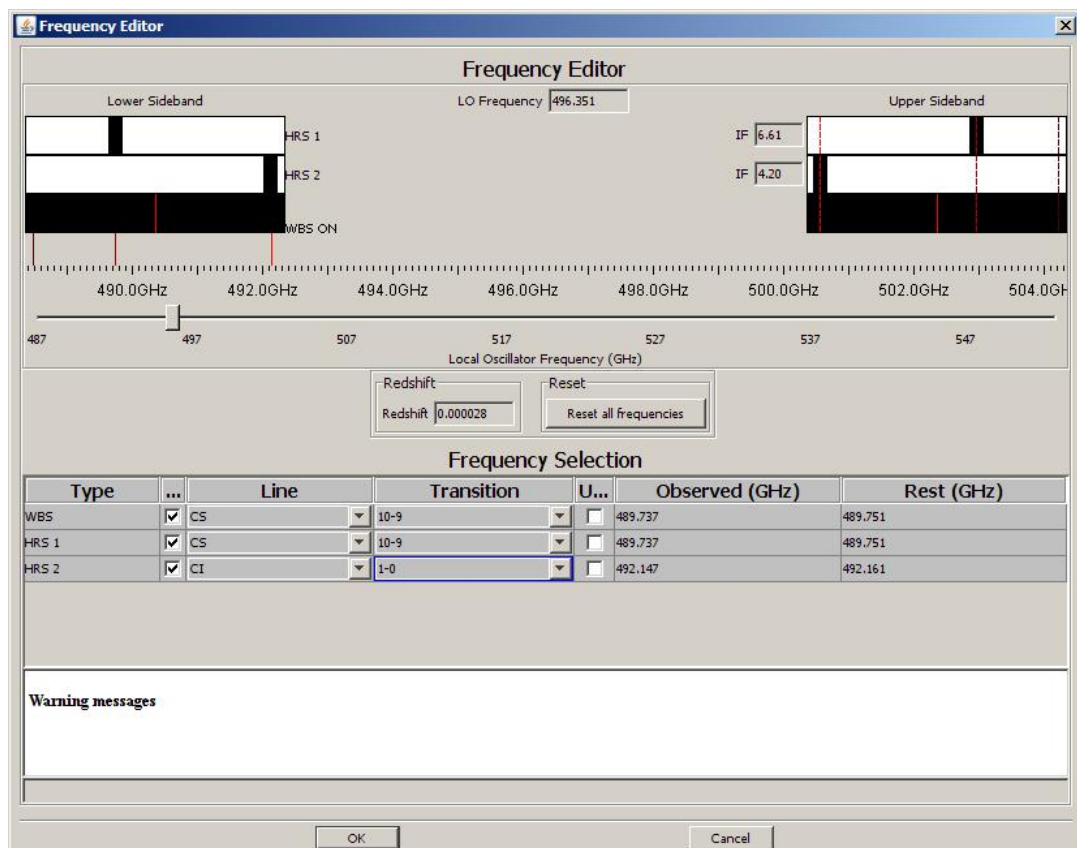 Frequency Editor
Frequency Editor
Lower Sideband LO Frequency 496.351 Upper Sideband
HRS 1 IF 6.61
HRS 2 IF 4.20
WBS ON
490.0GHz 492.0GHz 494.0GHz 496.0GHz 498.0GHz 500.0GHz 502.0GHz 504.0GH
487 497 507 517 527 537 547
Local Oscillator Frequency (GHz)
Redshift Reset
Redshift 0.000028 Reset all frequencies
Frequency Selection
Type ... Line Transition U... Observed (GHz) Rest (GHz)
WBS CS 10-9 489.737 489.751
HRS 1 CS 10-9 489.737 489.751
HRS 2 CI 1-0 492.147 492.161
Warning messages
OK Cancel